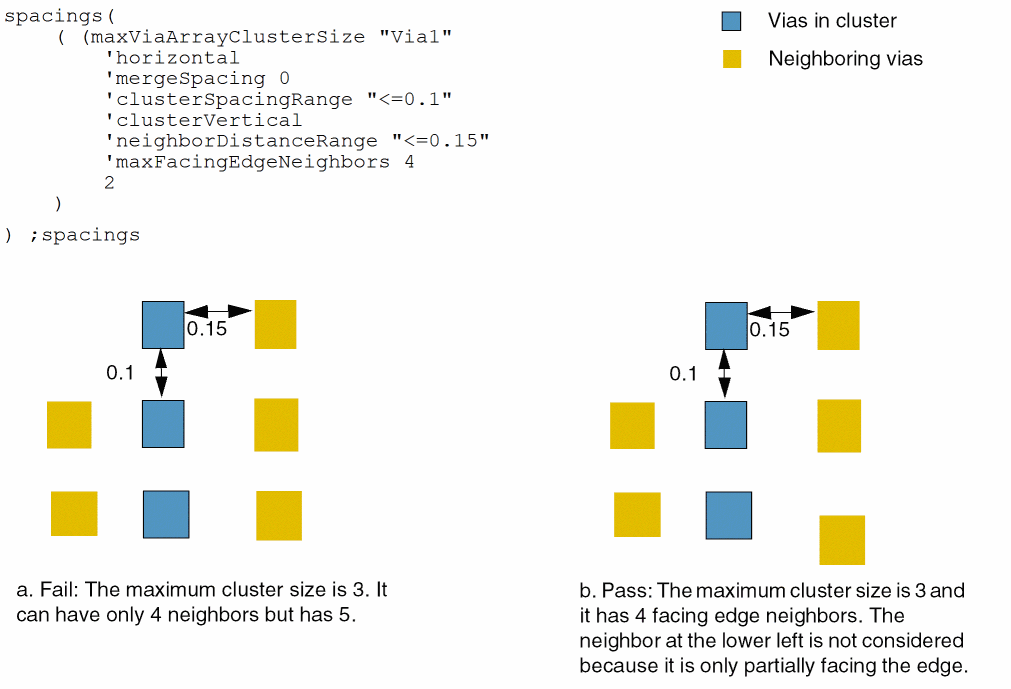 spacings(
( (maxViaArrayClusterSize "Via1"
'horizontal
'mergeSpacing 0
'clusterSpacingRange "<=0.1"
'clusterVertical
'neighborDistanceRange "<=0.15"
'maxFacingEdgeNeighbors 4
2
)
) ;spacings
Vias in cluster
Neighboring vias
0.15
0.1
0.15
0.1
a. Fail: The maximum cluster size is 3. It
can have only 4 neighbors but has 5.
b. Pass: The maximum cluster size is 3 and
it has 4 facing edge neighbors. The
neighbor at the lower left is not considered
because it is only partially facing the edge.